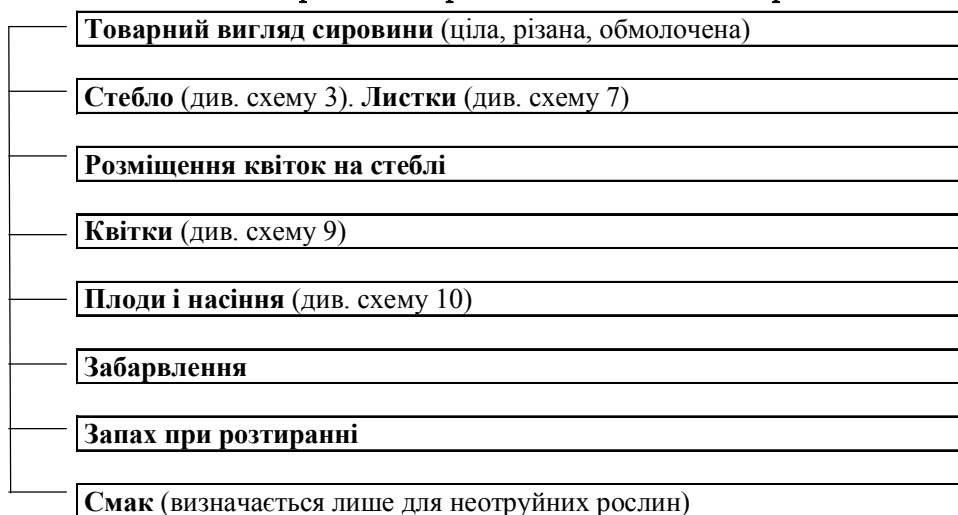 Товарний вигляд сировини (ціла, різана, обмолочена)
Стебло (див. схему 3). Листки (див. схему 7)
Розміщення квіток на стеблі
Квітки (див. схему 9)
Плоди і насіння (див. схему 10)
Забарвлення
Запах при розтиранні
Смак (визначається лише для неотруйних рослин)